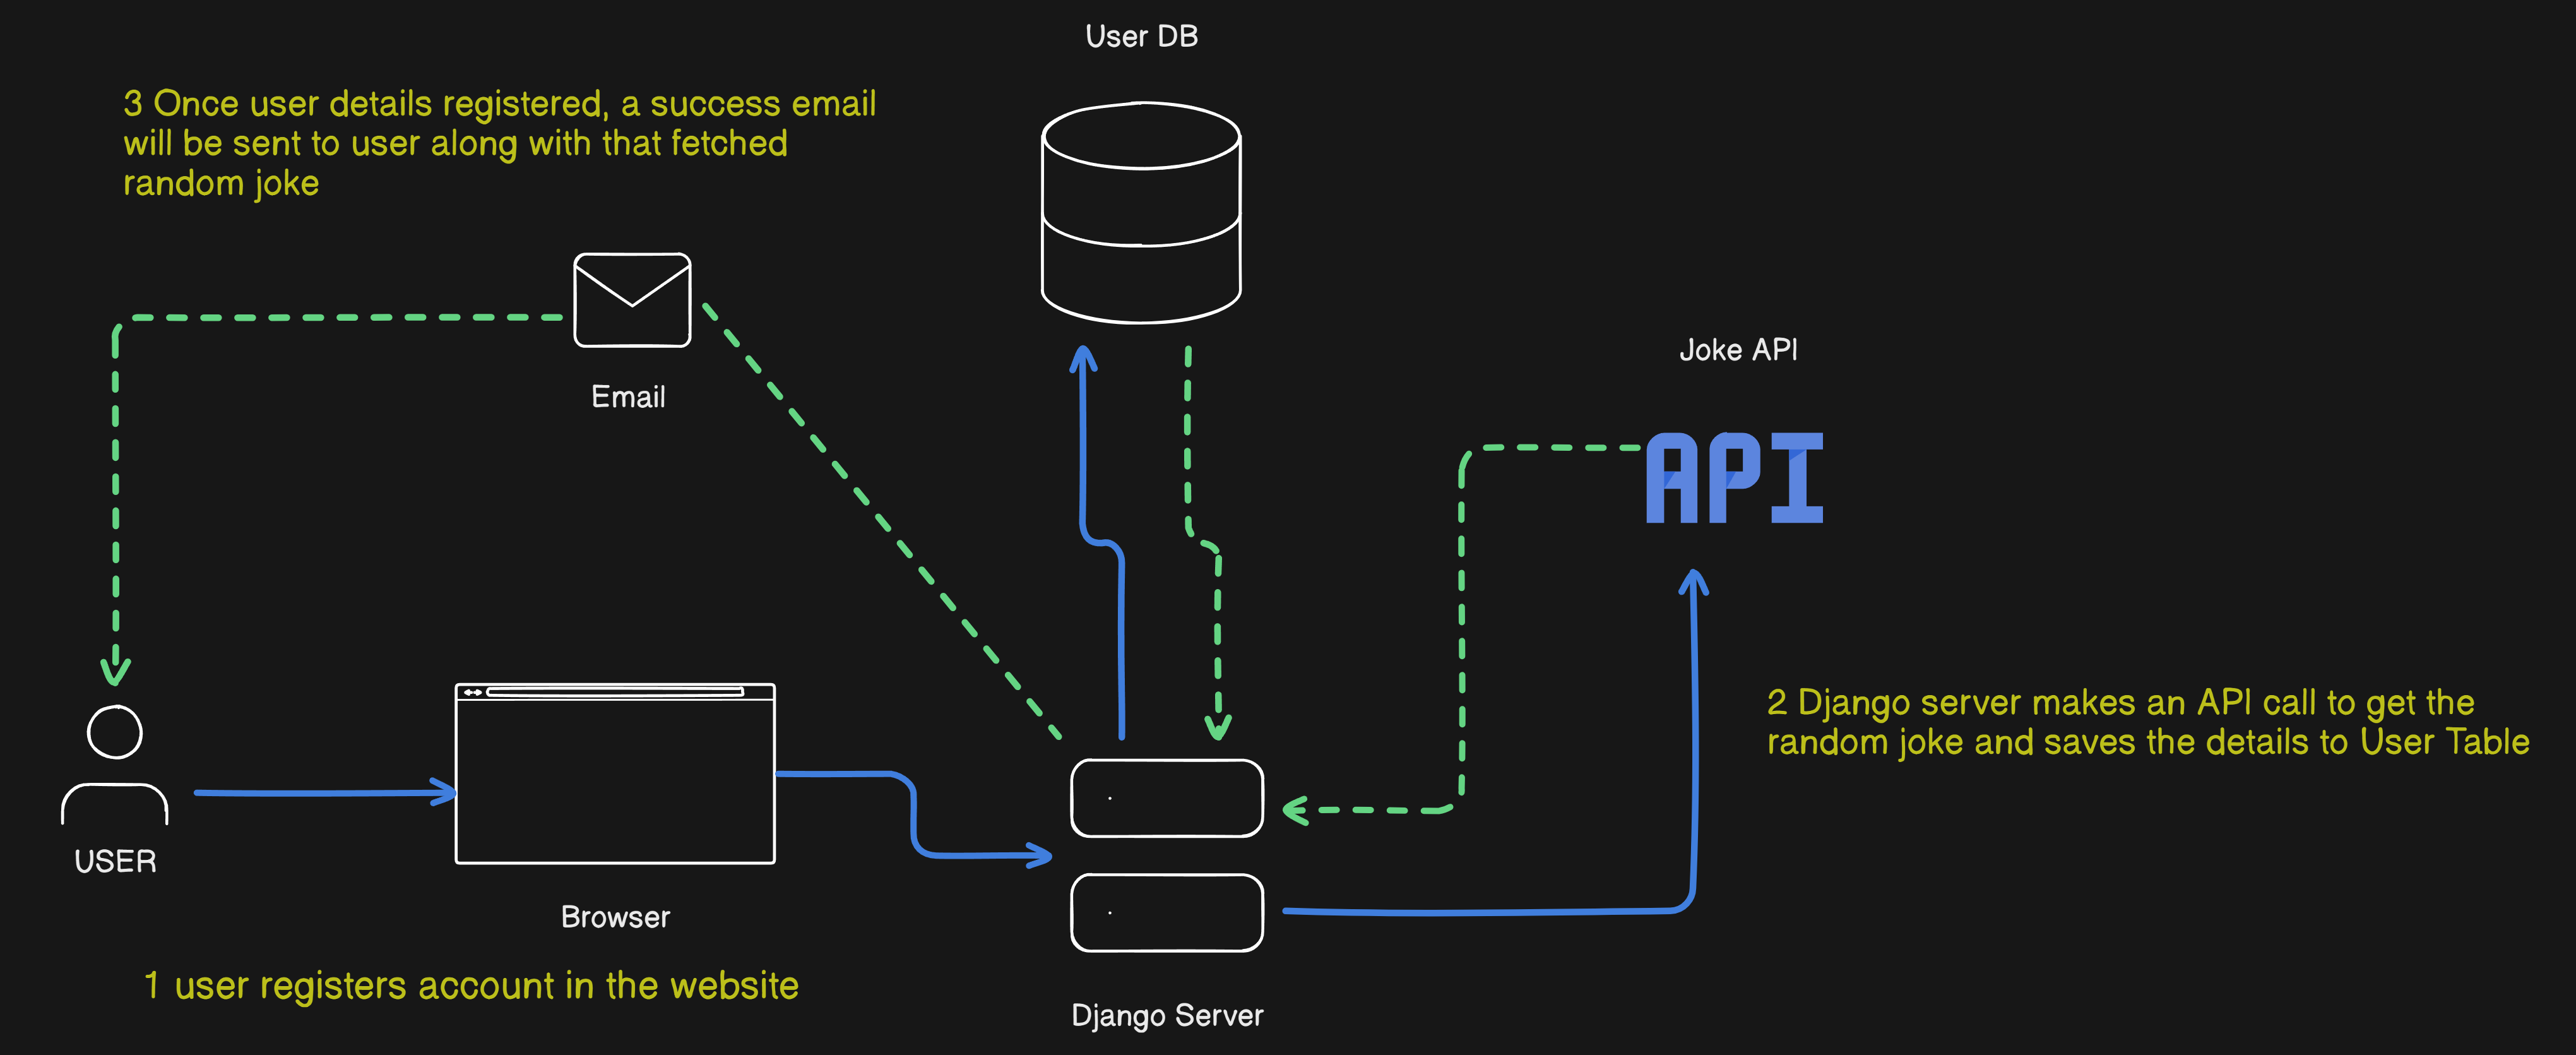 User DB
3 Once user details registered, a success email
will be sent to user along with that fetched
random joke
Email
Joke API
API
2 Django server makes an API call to get the
random joke and saves the details to User Table
USER
Browser
1 user registers account in the website
Django Server